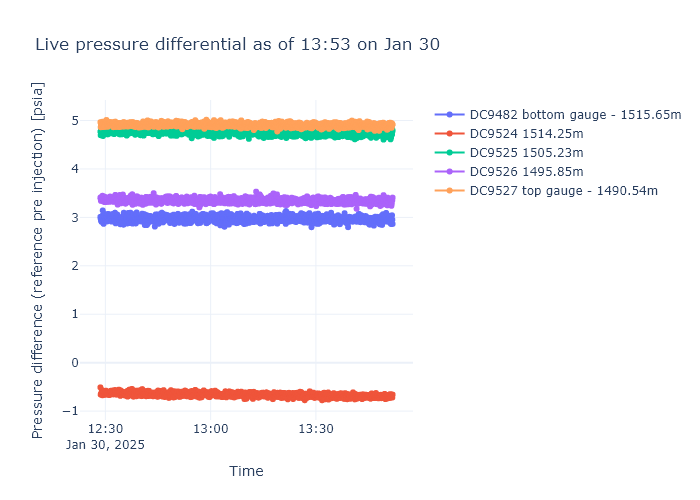 Live pressure differential as of 13:53 on Jan 30
Pressure difference (reference pre injection) [psia]
5
4
3
2
1
0
−1
12:30
Jan 30, 2025
13:00
13:30
Time
DC9482 bottom gauge - 1515.65m
DC9524 1514.25m
DC9525 1505.23m
DC9526 1495.85m
DC9527 top gauge - 1490.54m